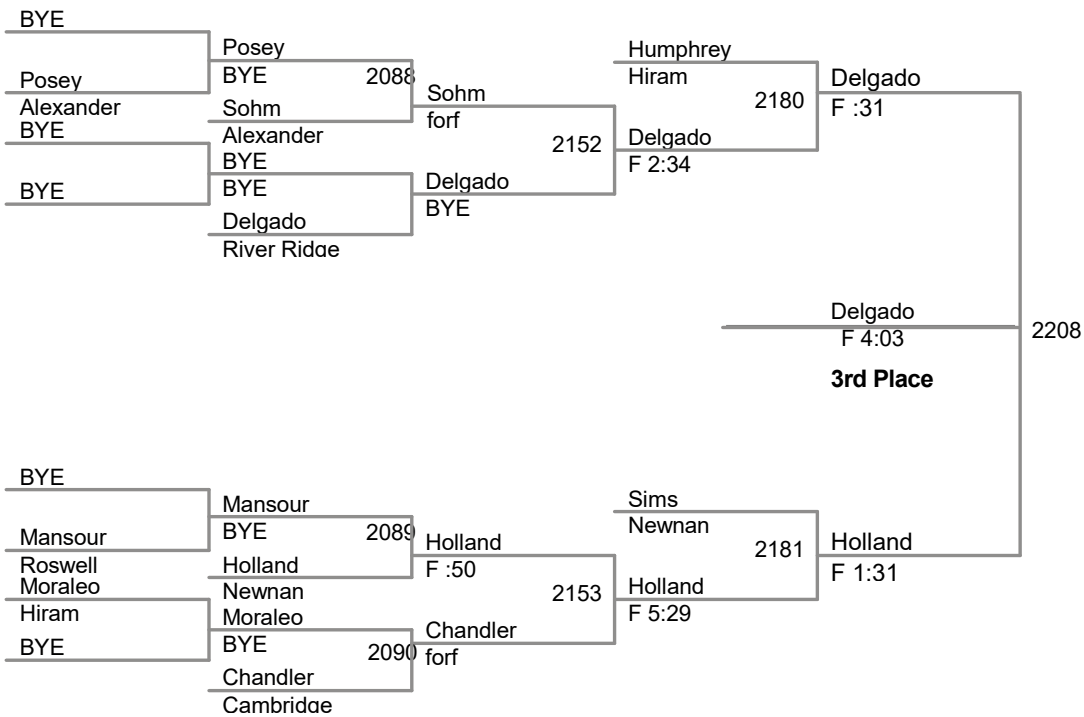 BYE
Posey
Alexander
BYE
BYE
Posey
BYE
2088
Sohm
Alexander
BYE
BYE
Delgado
River Ridge
Sohm
forf
2152
Delgado
BYE
Humphrey
Hiram
2180
Delgado
F 2:34
Delgado
F :31
Delgado
F 4:03
2208
3rd Place
BYE
Mansour
Roswell
Moraleo
Hiram
BYE
Mansour
BYE
2089
Holland
Newnan
Moraleo
BYE
2090
Chandler
Cambridge
Holland
F :50
2153
Chandler
forf
Sims
Newnan
2181
Holland
F 5:29
Holland
F 1:31